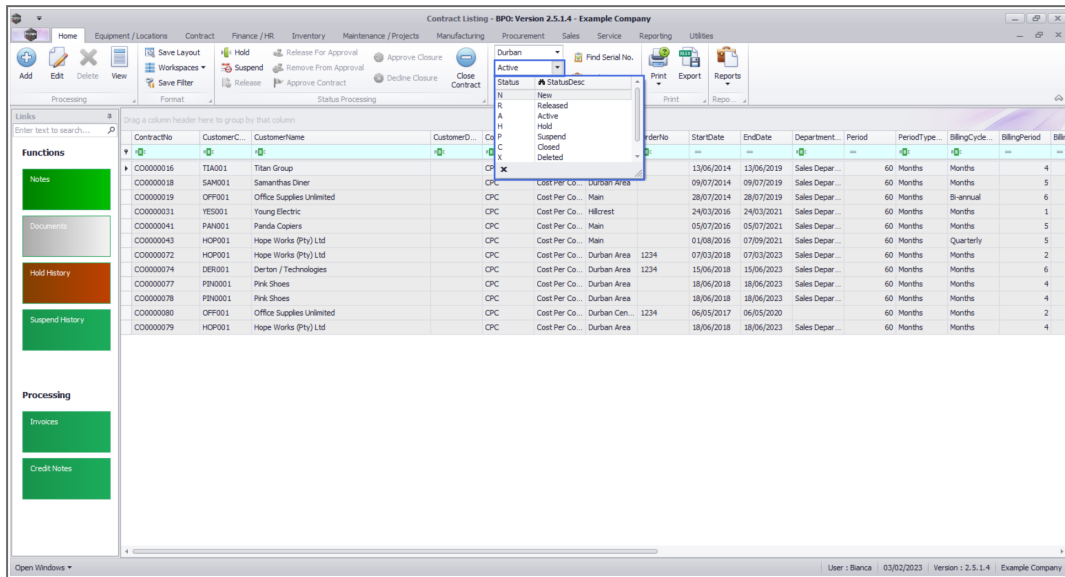 Contract Listing - BPO: Version 2.5.1.4 - Example Company
Home Equipment / Locations Contract Finance / HR Inventory Maintenance / Projects Manufacturing Procurement Sales Service Reporting Utilities
Add Edit Delete View
Processing
Save Layout
Workspaces
Save Filter
Format
Hold
Suspend
Release
Release For Approval
Remove From Approval
Approve Contract
Approve Closure
Decline Closure
Close Contract
Status Processing
Durban
Active
Find Serial No.
Print Export
Print
Reports
Repo...
Status StatusDesc
N New
R Released
A Active
H Hold
P Suspend
C Closed
X Deleted
Links
Enter text to search...
Functions
Notes
Documents
Hold History
Suspend History
Processing
Invoices
Credit Notes
Drag a column header here to group by that column
ContractNo CustomerC... CustomerName CustomerD... StartDate EndDate Department... Period PeriodType... BillingCycle... BillingPeriod
CO0000016 TIA001 Titan Group 13/06/2014 13/06/2019 Sales Depar... 60 Months Months 4
CO0000018 SAM001 Samanthas Diner CPC Cost Per Co... Durban Area 09/07/2014 09/07/2019 Sales Depar... 60 Months Months 5
CO0000019 OFF001 Office Supplies Unlimited CPC Cost Per Co... Main 28/07/2014 28/07/2019 Sales Depar... 60 Months Bi-annual 6
CO0000031 YES001 Young Electric CPC Cost Per Co... Hillcrest 24/03/2016 24/03/2021 Sales Depar... 60 Months Months 1
CO0000041 PAN001 Panda Copiers CPC Cost Per Co... Main 05/07/2016 05/07/2021 Sales Depar... 60 Months Months 5
CO0000043 HOP001 Hope Works (Pty) Ltd CPC Cost Per Co... Main 01/08/2016 07/09/2021 Sales Depar... 60 Months Quarterly 5
CO0000072 HOP001 Hope Works (Pty) Ltd CPC Cost Per Co... Durban Area 1234 07/03/2018 07/03/2023 Sales Depar... 60 Months Months 2
CO0000074 DER001 Derton / Technologies CPC Cost Per Co... Durban Area 1234 15/06/2018 15/06/2023 Sales Depar... 60 Months Months 6
CO0000077 PIN0001 Pink Shoes CPC Cost Per Co... Durban Area 18/06/2018 18/06/2023 Sales Depar... 60 Months Months 4
CO0000078 PIN0001 Pink Shoes CPC Cost Per Co... Durban Area 18/06/2018 18/06/2023 Sales Depar... 60 Months Months 4
CO0000080 OFF001 Office Supplies Unlimited CPC Cost Per Co... Durban Cen... 1234 06/05/2017 06/05/2020 60 Months Months 2
CO0000079 HOP001 Hope Works (Pty) Ltd CPC Cost Per Co... Durban Area 18/06/2018 18/06/2023 Sales Depar... 60 Months Months 4
Open Windows User : Bianca 03/02/2023 Version : 2.5.1.4 Example Company